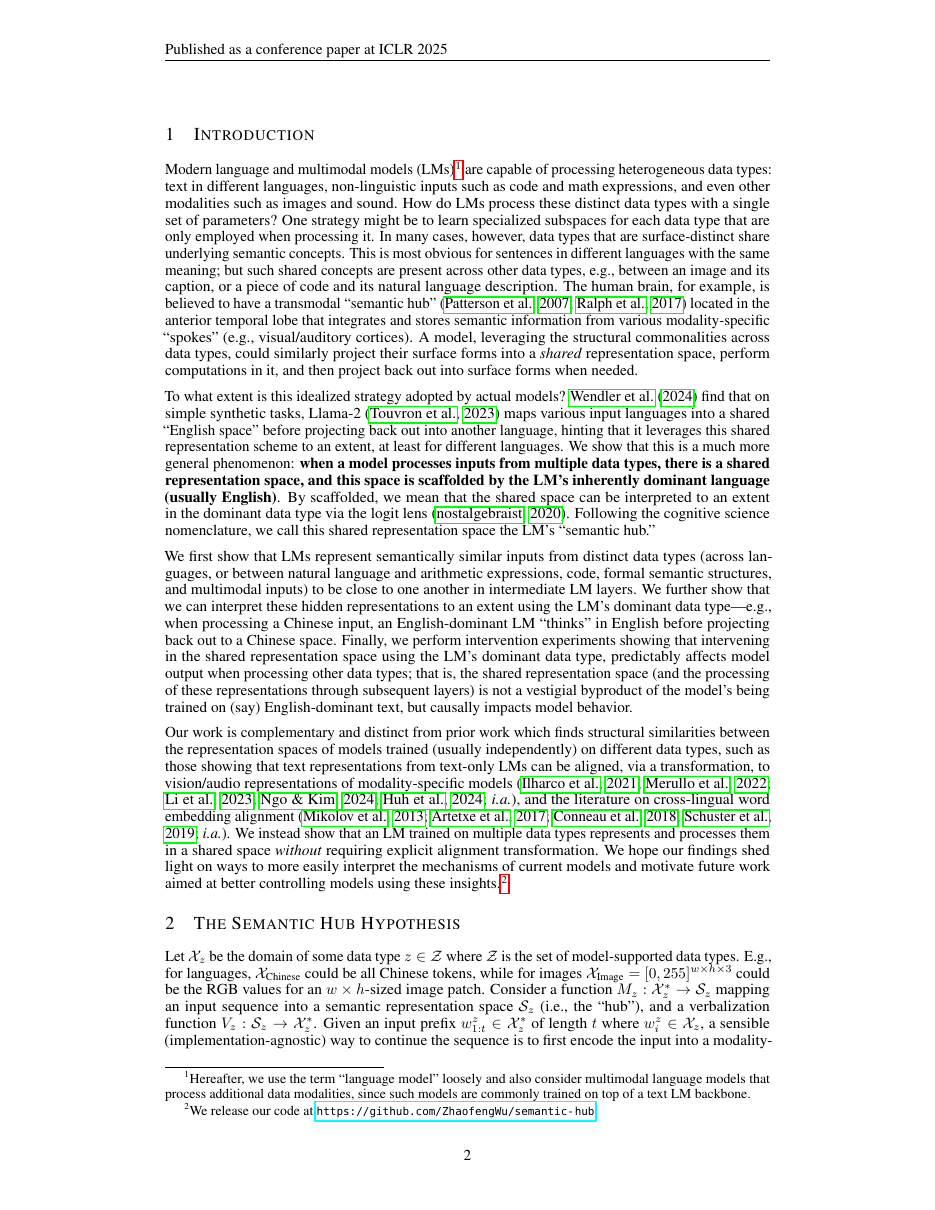 Published as a conference paper at ICLR 2025
1 INTRODUCTION
Modern language and multimodal models (LMs)1 are capable of processing heterogeneous data types:
text in different languages, non-linguistic inputs such as code and math expressions, and even other
modalities such as images and sound. How do LMs process these distinct data types with a single
set of parameters? One strategy might be to learn specialized subspaces for each data type that are
only employed when processing it. In many cases, however, data types that are surface-distinct share
underlying semantic concepts. This is most obvious for sentences in different languages with the same
meaning; but such shared concepts are present across other data types, e.g., between an image and its
caption, or a piece of code and its natural language description. The human brain, for example, is
believed to have a transmodal “semantic hub” (Patterson et al., 2007; Ralph et al., 2017) located in the
anterior temporal lobe that integrates and stores semantic information from various modality-specific
“spokes” (e.g., visual/auditory cortices). A model, leveraging the structural commonalities across
data types, could similarly project their surface forms into a shared representation space, perform
computations in it, and then project back out into surface forms when needed.
To what extent is this idealized strategy adopted by actual models? Wendler et al. (2024) find that on
simple synthetic tasks, Llama-2 (Touvron et al., 2023) maps various input languages into a shared
“English space” before projecting back out into another language, hinting that it leverages this shared
representation scheme to an extent, at least for different languages. We show that this is a much more
general phenomenon: when a model processes inputs from multiple data types, there is a shared
representation space, and this space is scaffolded by the LM’s inherently dominant language
(usually English). By scaffolded, we mean that the shared space can be interpreted to an extent
in the dominant data type via the logit lens (nostalgebraist, 2020). Following the cognitive science
nomenclature, we call this shared representation space the LM’s “semantic hub.”
We first show that LMs represent semantically similar inputs from distinct data types (across lan-
guages, or between natural language and arithmetic expressions, code, formal semantic structures,
and multimodal inputs) to be close to one another in intermediate LM layers. We further show that
we can interpret these hidden representations to an extent using the LM’s dominant data type—e.g.,
when processing a Chinese input, an English-dominant LM “thinks” in English before projecting
back out to a Chinese space. Finally, we perform intervention experiments showing that intervening
in the shared representation space using the LM’s dominant data type, predictably affects model
output when processing other data types; that is, the shared representation space (and the processing
of these representations through subsequent layers) is not a vestigial byproduct of the model’s being
trained on (say) English-dominant text, but causally impacts model behavior.
Our work is complementary and distinct from prior work which finds structural similarities between
the representation spaces of models trained (usually independently) on different data types, such as
those showing that text representations from text-only LMs can be aligned, via a transformation, to
vision/audio representations of modality-specific models (Ilharco et al., 2021; Merullo et al., 2022;
Li et al., 2023; Ngo & Kim, 2024; Huh et al., 2024; i.a.), and the literature on cross-lingual word
embedding alignment (Mikolov et al., 2013; Artetxe et al., 2017; Conneau et al., 2018; Schuster et al.,
2019; i.a.). We instead show that an LM trained on multiple data types represents and processes them
in a shared space without requiring explicit alignment transformation. We hope our findings shed
light on ways to more easily interpret the mechanisms of current models and motivate future work
aimed at better controlling models using these insights.2
2 THE SEMANTIC HUB HYPOTHESIS
Let 𝒳_z be the domain of some data type z ∈ 𝒵 where 𝒵 is the set of model-supported data types. E.g.,
for languages, 𝒳_Chinese could be all Chinese tokens, while for images 𝒳_Image = [0, 255]^{w×h×3} could
be the RGB values for an w × h-sized image patch. Consider a function M_z : 𝒳_z^* → 𝒮_z mapping
an input sequence into a semantic representation space 𝒮_z (i.e., the “hub”), and a verbalization
function V_z : 𝒮_z → 𝒳_z^*. Given an input prefix w_{1:t}^z ∈ 𝒳_z^* of length t where w_i^z ∈ 𝒳_z, a sensible
(implementation-agnostic) way to continue the sequence is to first encode the input into a modality-
1Hereafter, we use the term “language model” loosely and also consider multimodal language models that
process additional data modalities, since such models are commonly trained on top of a text LM backbone.
2We release our code at https://github.com/ZhaofengWu/semantic-hub.
2